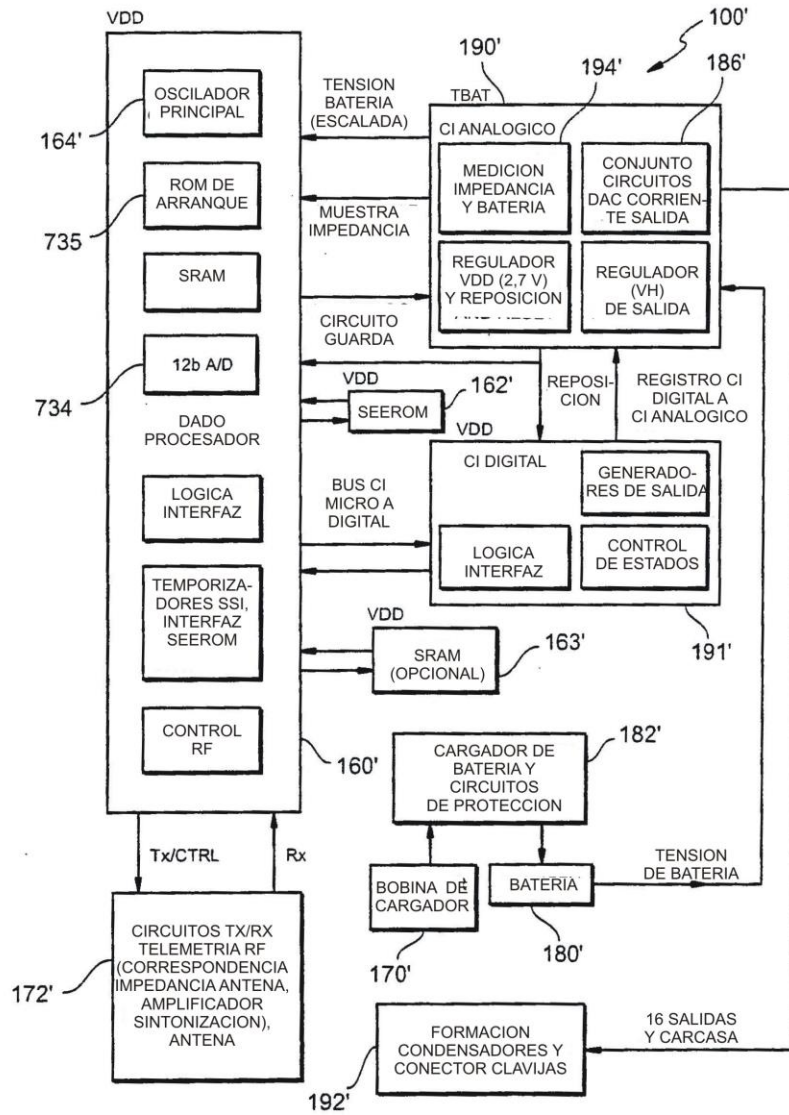 VDD
OSCILADOR
PRINCIPAL
164'
ROM DE
ARRANQUE
735
SRAM
12b A/D
734
DADO
PROCESADOR
LOGICA
INTERFAZ
TEMPORIZA-
DORES SSI,
INTERFAZ
SEEROM
CONTROL
RF
160'
TENSION
BATERIA
(ESCALADA)
MUESTRA
IMPEDANCIA
CIRCUITO
GUARDA
VDD
SEEROM
162'
BUS CI
MICRO A
DIGITAL
VDD
SRAM
(OPCIONAL)
163'
100'
190'
194'
186'
TBAT
CI ANALOGICO
MEDICION
IMPEDANCIA
Y BATERIA
CONJUNTO
CIRCUITOS
DAC CORRIEN-
TE SALIDA
REGULADOR
VDD (2,7 V)
Y REPOSICION
REGULADOR
(VH)
DE SALIDA
REPOSI-
CION
REGISTRO CI
DIGITAL A
CI ANALOGICO
VDD
CI DIGITAL
GENERADO-
RES DE SALIDA
LOGICA
INTERFAZ
CONTROL
DE ESTADOS
191'
CARGADOR DE
BATERIA Y
CIRCUITOS
DE PROTECCION
182'
BOBINA DE
CARGADOR
170'
BATERIA
180'
TENSION
DE BATERIA
Tx/CTRL
Rx
CIRCUITOS TX/RX
TELEMETRIA RF
(CORRESPONDENCIA
IMPEDANCIA ANTENA,
AMPLIFICADOR
SINTONIZACION),
ANTENA
172'
FORMACION
CONDENSADORES Y
CONECTOR CLAVIJAS
192'
16 SALIDAS
Y CARCASA